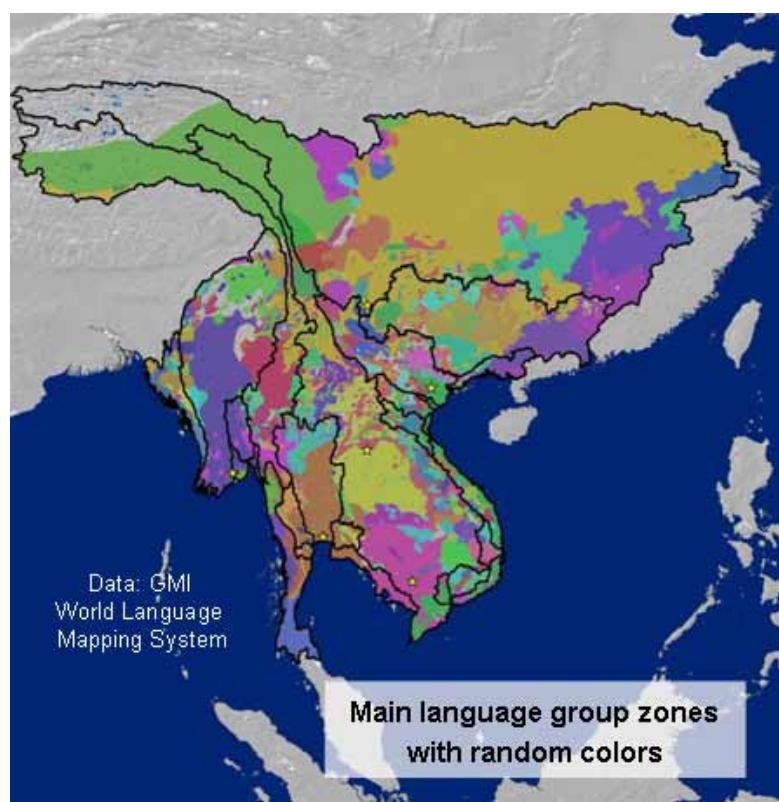 Data: GMI
World Language
Mapping System
Main language group zones
with random colors